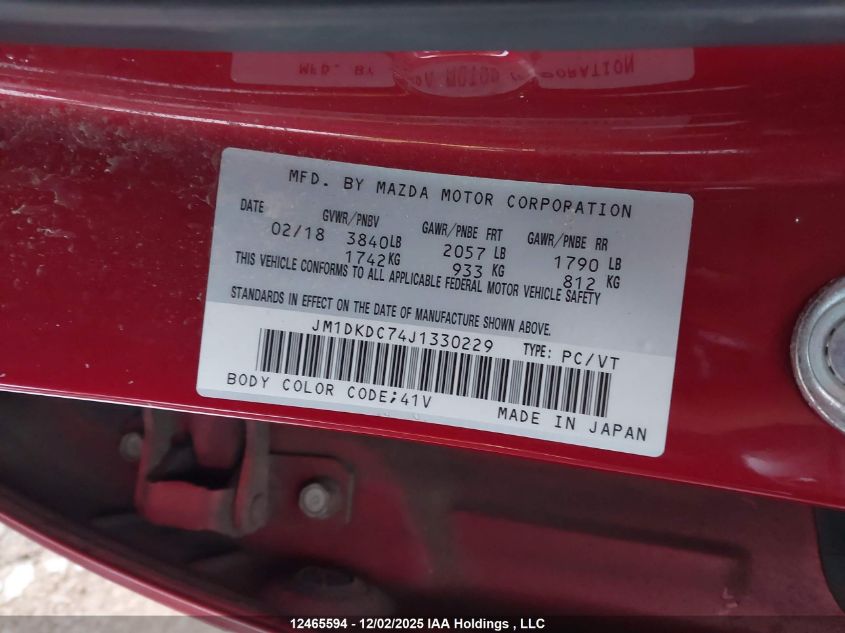 MFD. BY MAZDA MOTOR CORPORATION
DATE GVWR/PNBV GAWR/PNBE FRT GAWR/PNBE RR
02/18 3840LB 2057 LB 1790 LB
1742KG 933 KG 812 KG
THIS VEHICLE CONFORMS TO ALL APPLICABLE FEDERAL MOTOR VEHICLE SAFETY
STANDARDS IN EFFECT ON THE DATE OF MANUFACTURE SHOWN ABOVE.
JM1DKDC74J1330229 TYPE: PC/VT
BODY COLOR CODE;41V
MADE IN JAPAN
12465594 - 12/02/2025 IAA Holdings , LLC